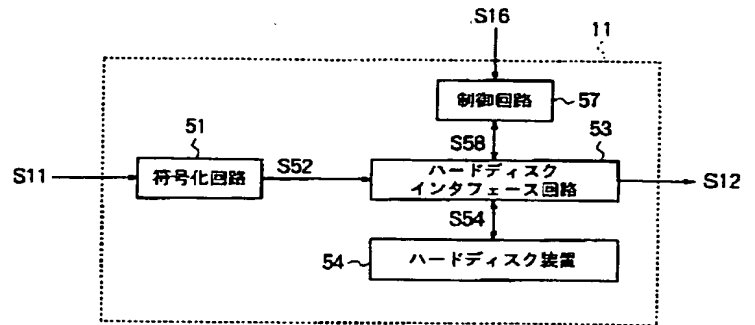 S16
11
制御回路
57
51
S58
53
S11
符号化回路
S52
ハードディスク
インタフェース回路
S12
S54
54
ハードディスク装置